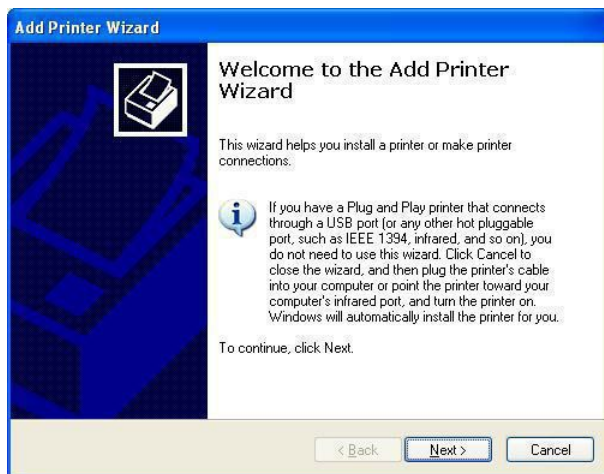 Add Printer Wizard
Welcome to the Add Printer
Wizard
This wizard helps you install a printer or make printer
connections.
If you have a Plug and Play printer that connects
through a USB port (or any other hot pluggable
port, such as IEEE 1394, infrared, and so on), you
do not need to use this wizard. Click Cancel to
close the wizard, and then plug the printer's cable
into your computer or point the printer toward your
computer's infrared port, and turn the printer on.
Windows will automatically install the printer for you.
To continue, click Next.
< Back Next > Cancel